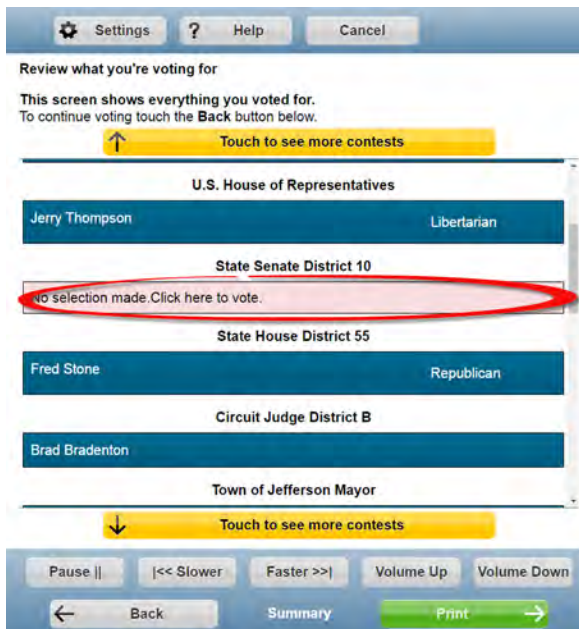 Settings ? Help Cancel
Review what you're voting for
This screen shows everything you voted for.
To continue voting touch the Back button below.
Touch to see more contests
U.S. House of Representatives
Jerry Thompson Libertarian
State Senate District 10
No selection made.Click here to vote.
State House District 55
Fred Stone Republican
Circuit Judge District B
Brad Bradenton
Town of Jefferson Mayor
Touch to see more contests
Pause || |<< Slower Faster >>| Volume Up Volume Down
Back Summary Print